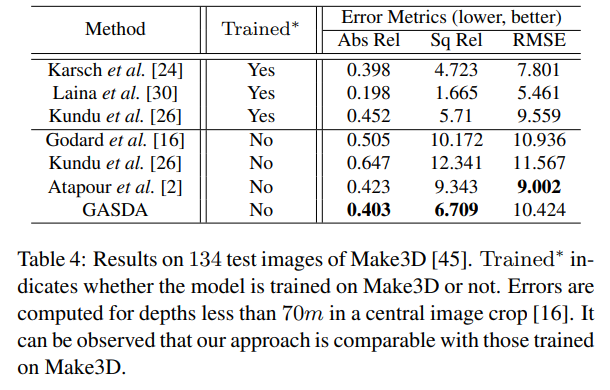 Method Trained* Error Metrics (lower, better)
Abs Rel Sq Rel RMSE
Karsch et al. [24] Yes 0.398 4.723 7.801
Laina et al. [30] Yes 0.198 1.665 5.461
Kundu et al. [26] Yes 0.452 5.71 9.559
Godard et al. [16] No 0.505 10.172 10.936
Kundu et al. [26] No 0.647 12.341 11.567
Atapour et al. [2] No 0.423 9.343 9.002
GASDA No 0.403 6.709 10.424
Table 4: Results on 134 test images of Make3D [45]. Trained* in-
dicates whether the model is trained on Make3D or not. Errors are
computed for depths less than 70m in a central image crop [16]. It
can be observed that our approach is comparable with those trained
on Make3D.